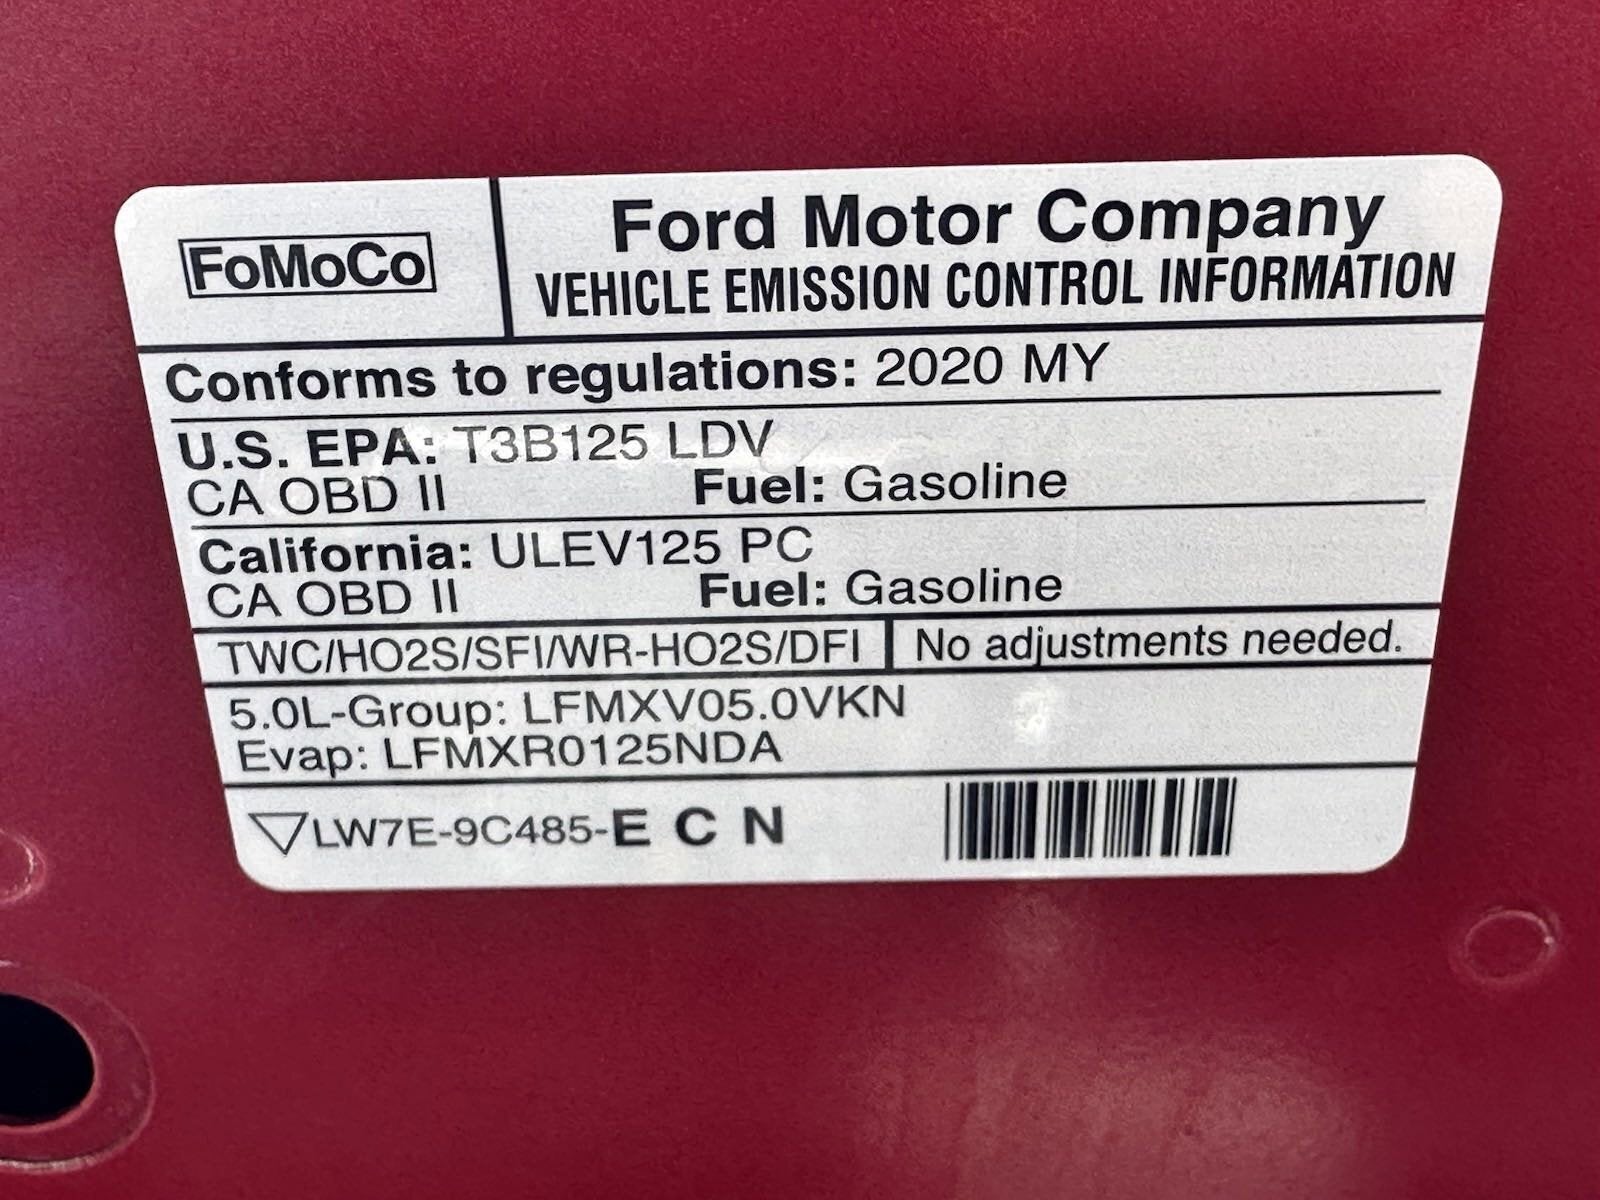 FoMoCo
Ford Motor Company
VEHICLE EMISSION CONTROL INFORMATION
Conforms to regulations: 2020 MY
U.S. EPA: T3B125 LDV
CA OBD II Fuel: Gasoline
California: ULEV125 PC
CA OBD II Fuel: Gasoline
TWC/HO2S/SFI/WR-HO2S/DFI No adjustments needed.
5.0L-Group: LFMXV05.0VKN
Evap: LFMXR0125NDA
LW7E-9C485-E C N